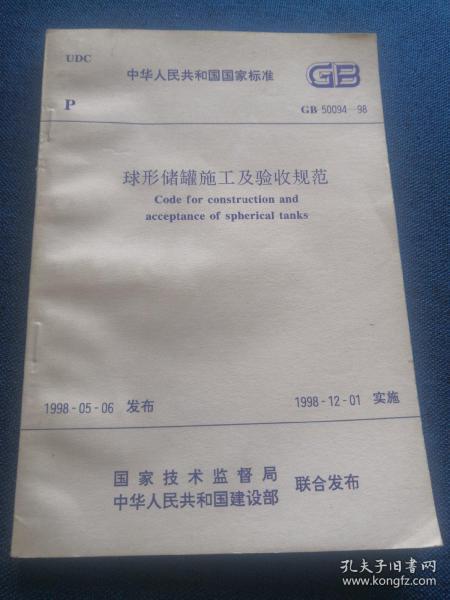 UDC
中华人民共和国国家标准
GB
P
GB 50094—98
球形储罐施工及验收规范
Code for construction and
acceptance of spherical tanks
1998-05-06 发布
1998-12-01 实施
国家技术监督局
中华人民共和国建设部
联合发布
孔夫子旧书网
www.kongfz.com